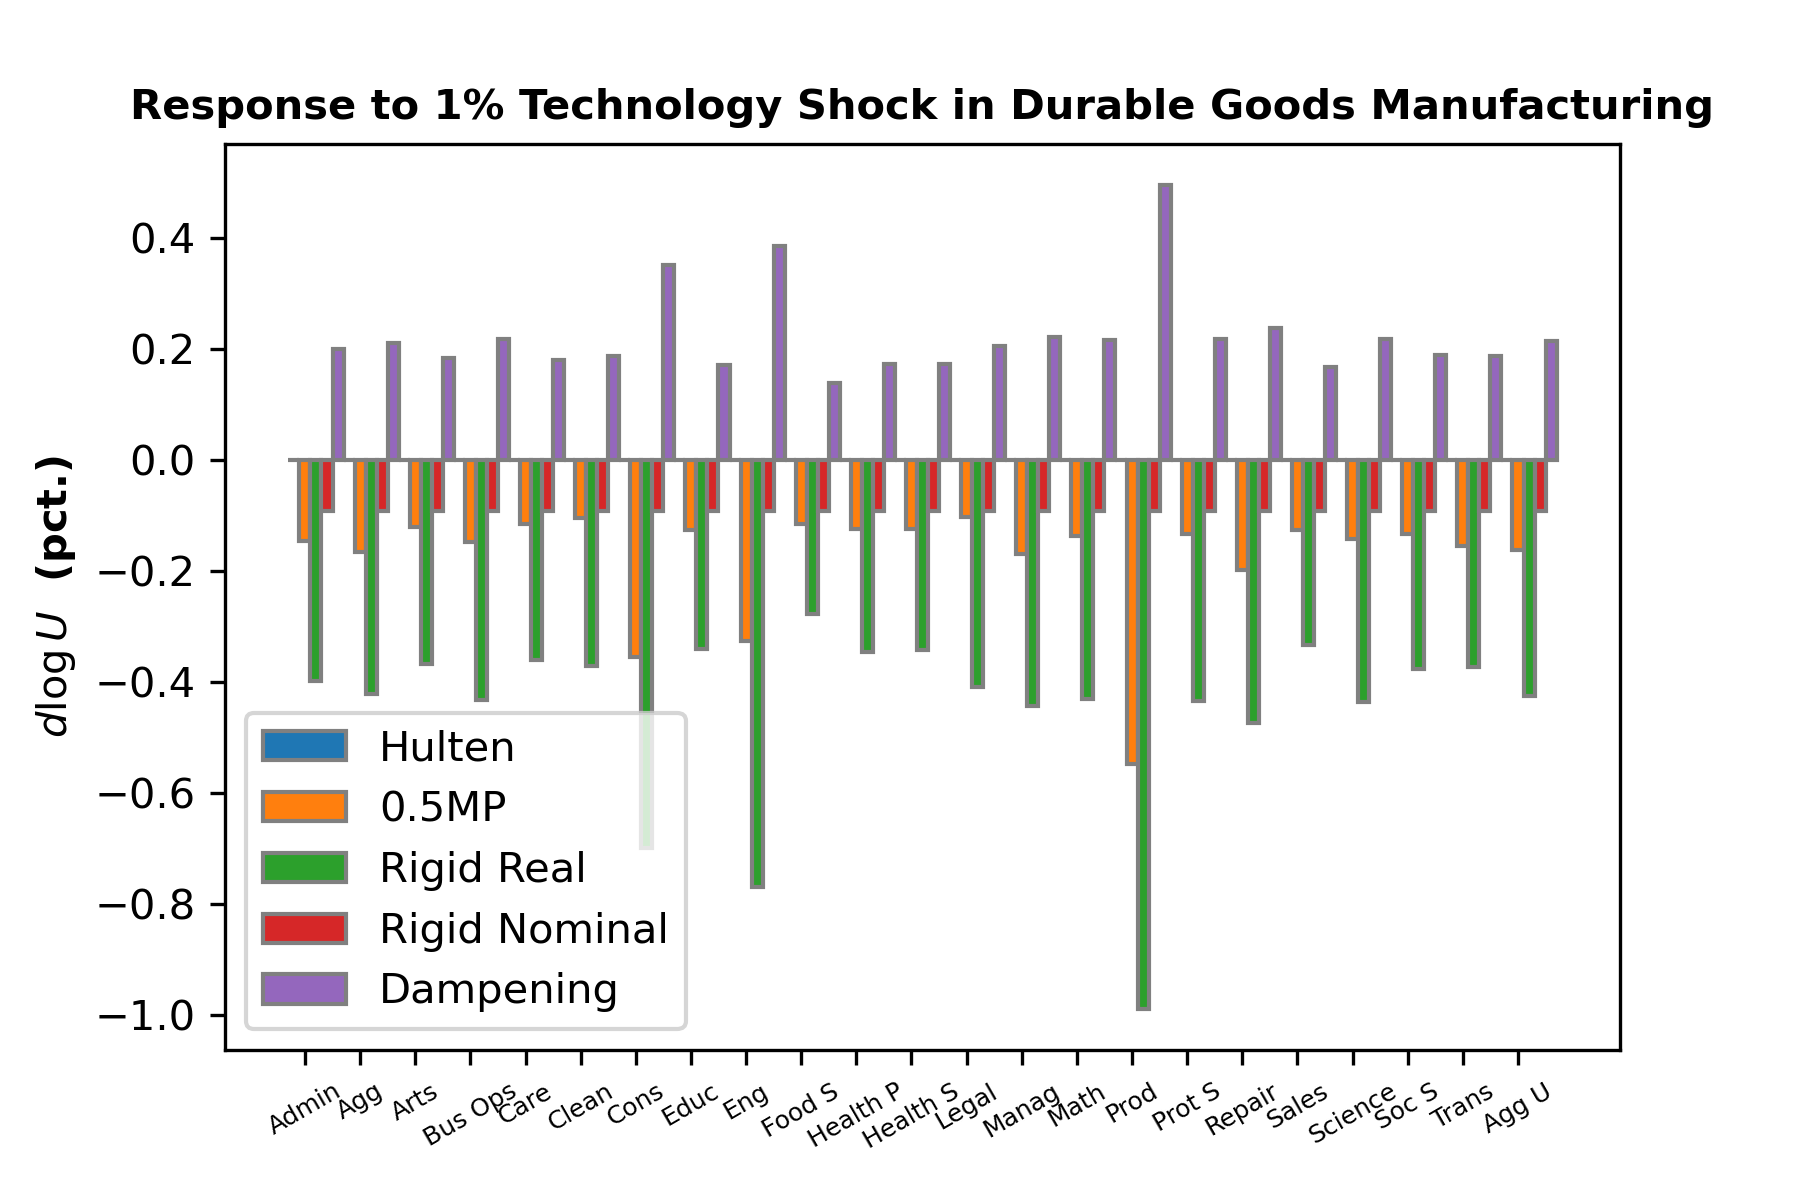 Response to 1% Technology Shock in Durable Goods Manufacturing
dlog U (pct.)
0.4
0.2
0.0
−0.2
−0.4
−0.6
−0.8
−1.0
Hulten
0.5MP
Rigid Real
Rigid Nominal
Dampening
Admin
Agg
Arts
Bus Ops
Care
Clean
Cons
Educ
Eng
Food S
Health P
Health S
Legal
Manag
Math
Prod
Prot S
Repair
Sales
Science
Soc S
Trans
Agg U